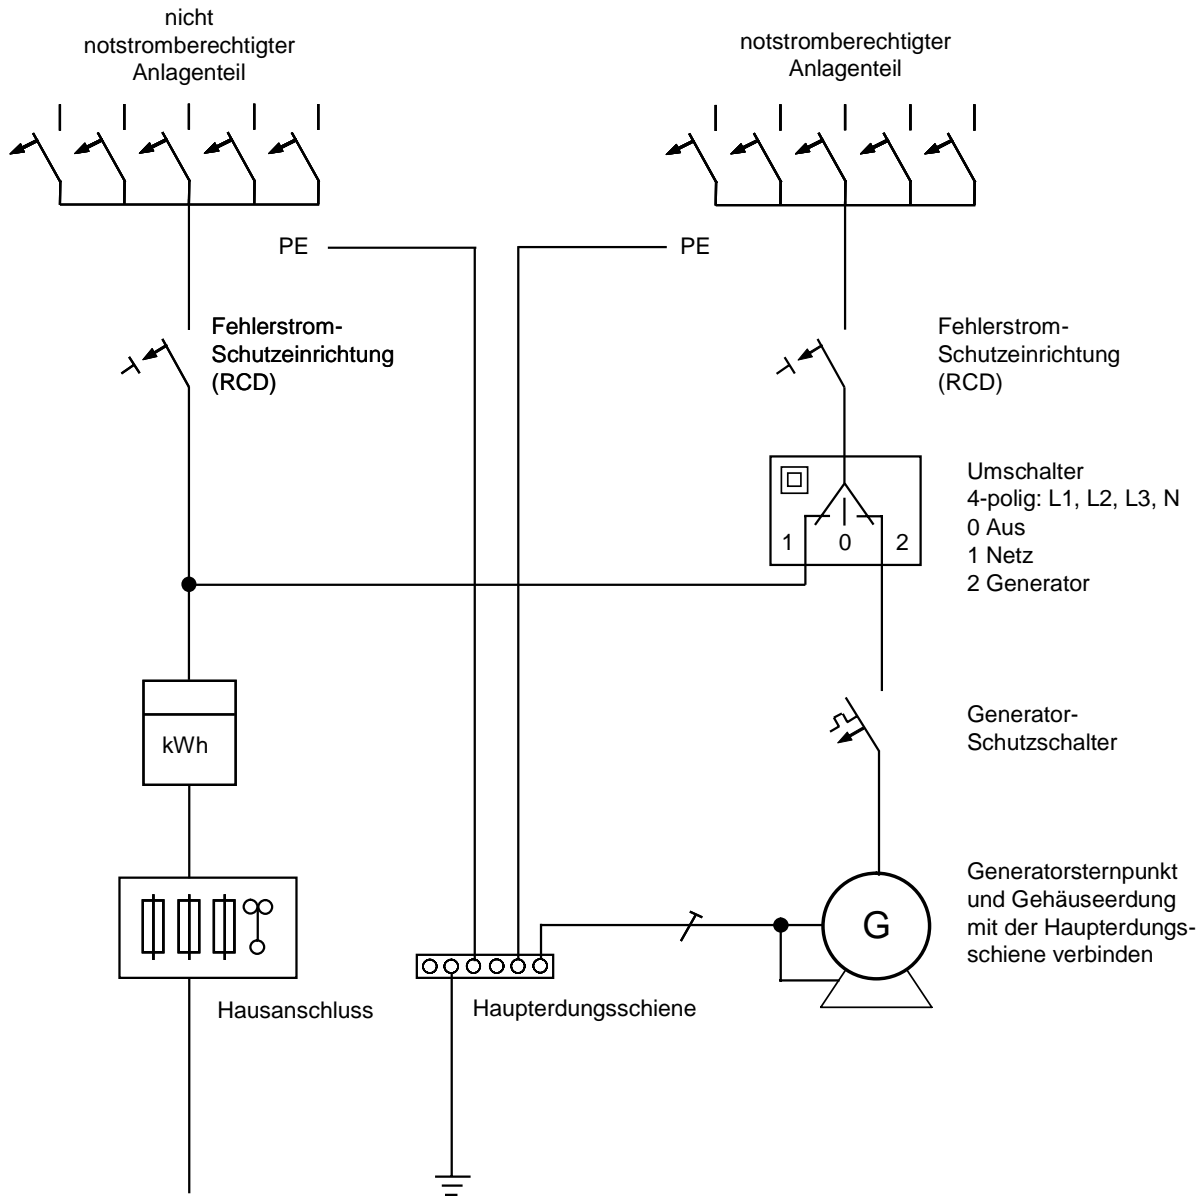 nicht
notstromberechtigter
Anlagenteil
notstromberechtigter
Anlagenteil
PE
PE
Fehlerstrom-
Schutzeinrichtung
(RCD)
Fehlerstrom-
Schutzeinrichtung
(RCD)
Umschalter
4-polig: L1, L2, L3, N
0 Aus
1 Netz
2 Generator
1 0 2
kWh
Generator-
Schutzschalter
Generatorsternpunkt
und Gehäuseerdung
mit der Haupterdungs-
schiene verbinden
G
Hausanschluss
Haupterdungsschiene